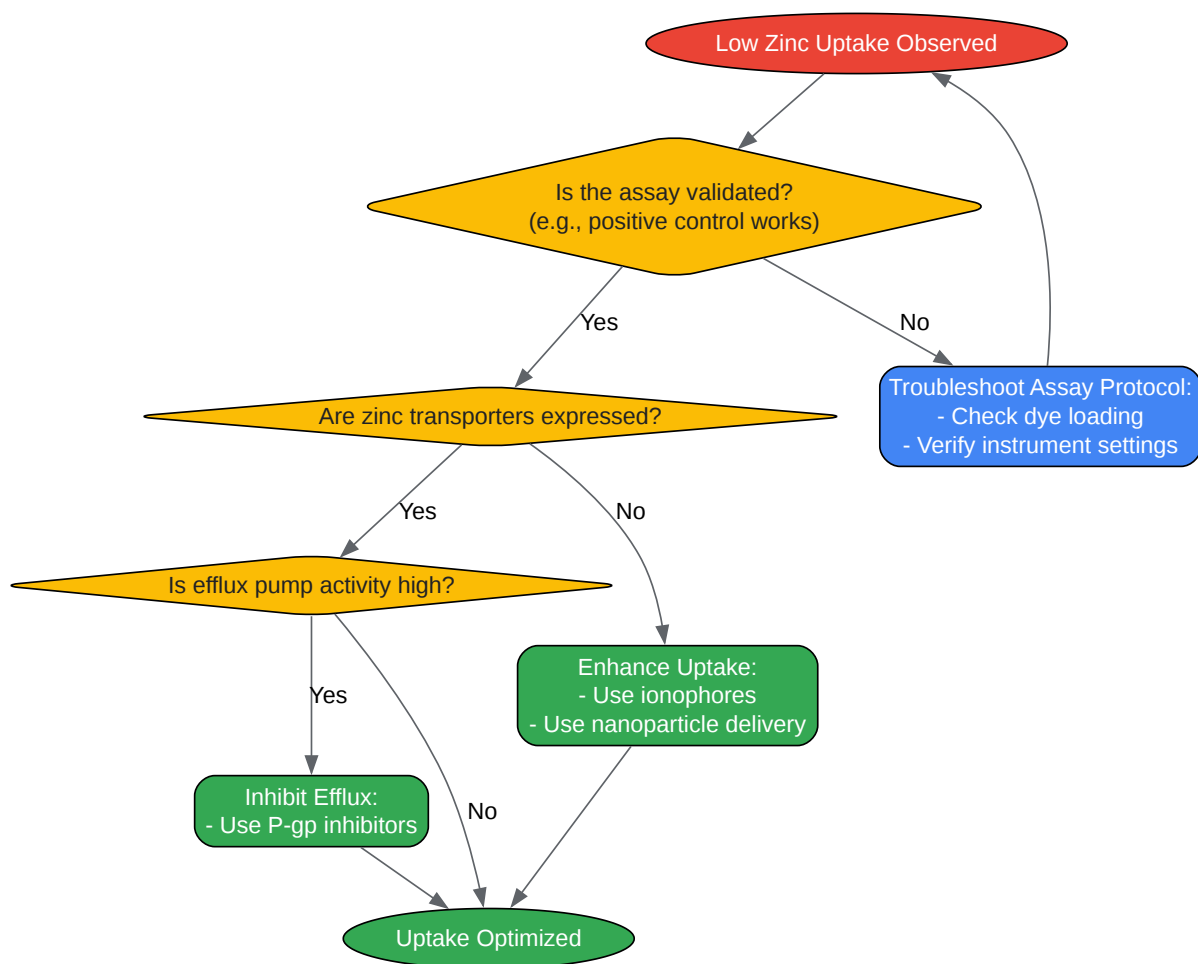 Low Zinc Uptake Observed
Is the assay validated?
(e.g., positive control works)
Yes
No
Troubleshoot Assay Protocol:
- Check dye loading
- Verify instrument settings
Are zinc transporters expressed?
Yes
No
Is efflux pump activity high?
Enhance Uptake:
- Use ionophores
- Use nanoparticle delivery
Yes
Inhibit Efflux:
- Use P-gp inhibitors
No
Uptake Optimized